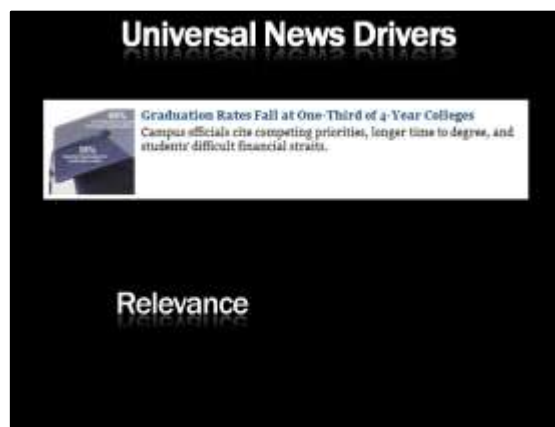 Universal News Drivers
Graduation Rates Fall at One-Third of 4-Year Colleges
Campus officials cite competing priorities, longer time to degree, and
students' difficult financial straits.
Relevance